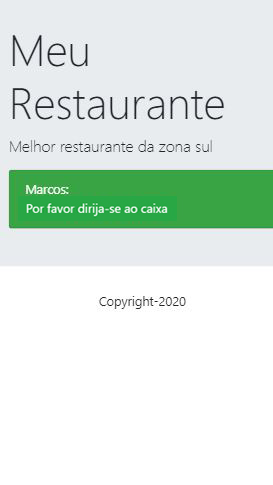 Meu
Restaurante
Melhor restaurante da zona sul
Marcos:
Por favor dirija-se ao caixa
Copyright-2020